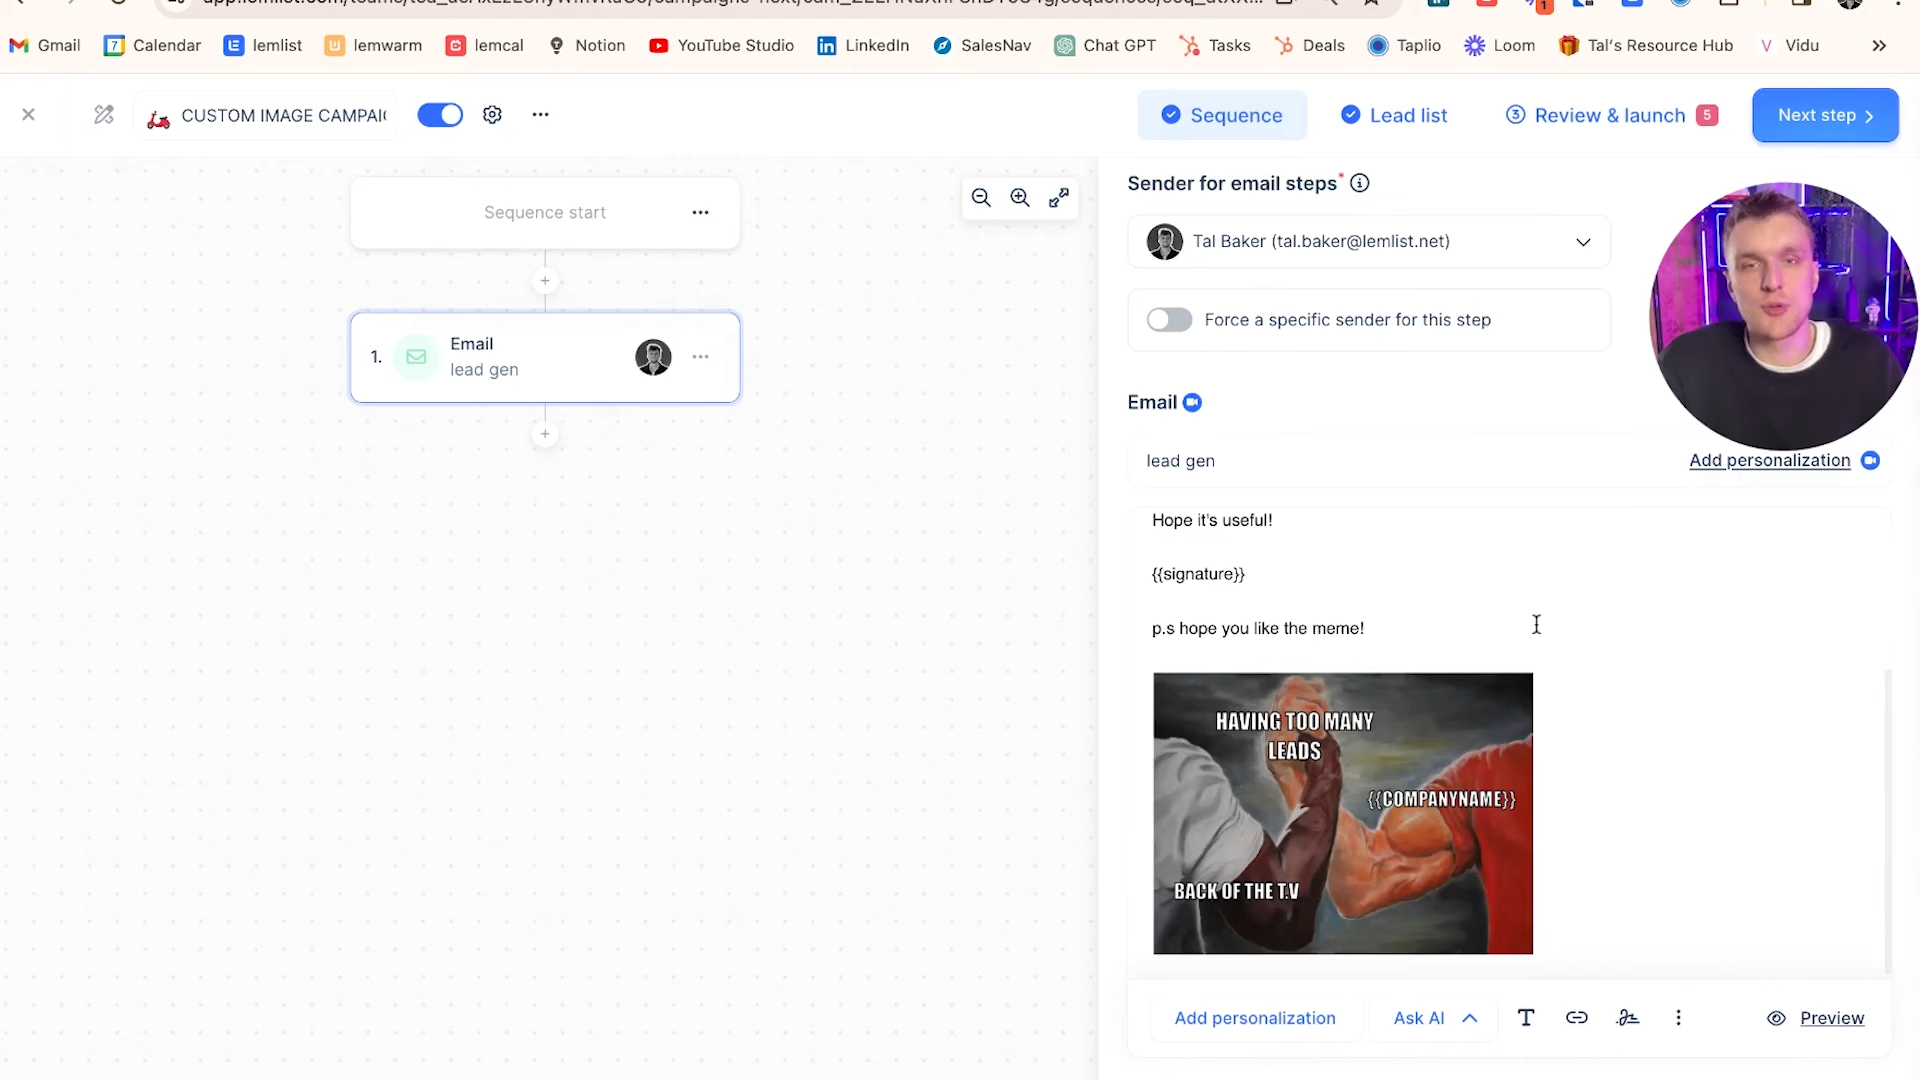 Gmail
7 Calendar
lemlist
lemwarm
lemcal
Notion
YouTube Studio
LinkedIn
SalesNav
Chat GPT
Tasks
Deals
Taplio
Loom
Tal's Resource Hub
Vidu
CUSTOM IMAGE CAMPAI
Sequence
Lead list
3 Review & launch 5
Next step
Sequence start
1. Email
lead gen
Sender for email steps*
Tal Baker (tal.baker@lemlist.net)
Force a specific sender for this step
Email
lead gen
Add personalization
Hope it's useful!
{{signature}}
p.s hope you like the meme!
HAVING TOO MANY
LEADS
{{COMPANYNAME}}
BACK OF THE T.V
Add personalization
Ask AI
Preview